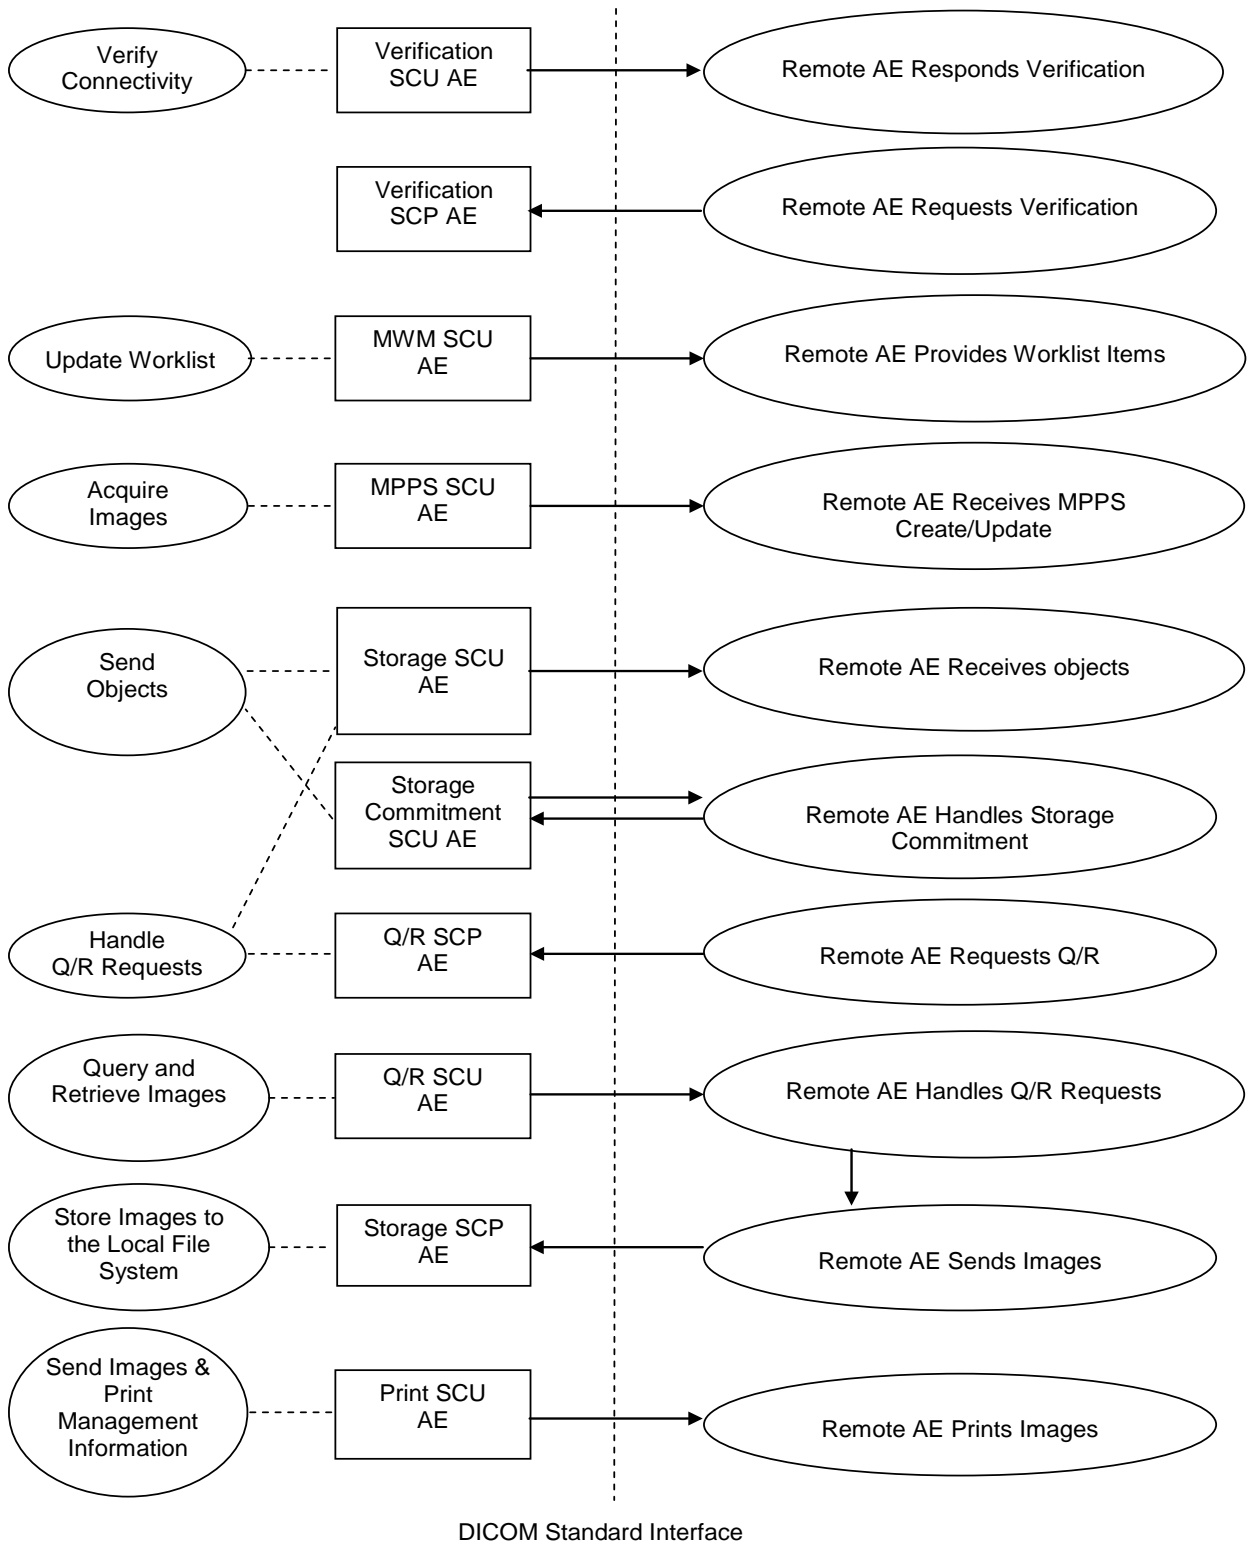 Verify
Connectivity
Verification
SCU AE
Remote AE Responds Verification
Verification
SCP AE
Remote AE Requests Verification
Update Worklist
MWM SCU
AE
Remote AE Provides Worklist Items
Acquire
Images
MPPS SCU
AE
Remote AE Receives MPPS
Create/Update
Send
Objects
Storage SCU
AE
Remote AE Receives objects
Storage
Commitment
SCU AE
Remote AE Handles Storage
Commitment
Handle
Q/R Requests
Q/R SCP
AE
Remote AE Requests Q/R
Query and
Retrieve Images
Q/R SCU
AE
Remote AE Handles Q/R Requests
Store Images to
the Local File
System
Storage SCP
AE
Remote AE Sends Images
Send Images &
Print
Management
Information
Print SCU
AE
Remote AE Prints Images
DICOM Standard Interface